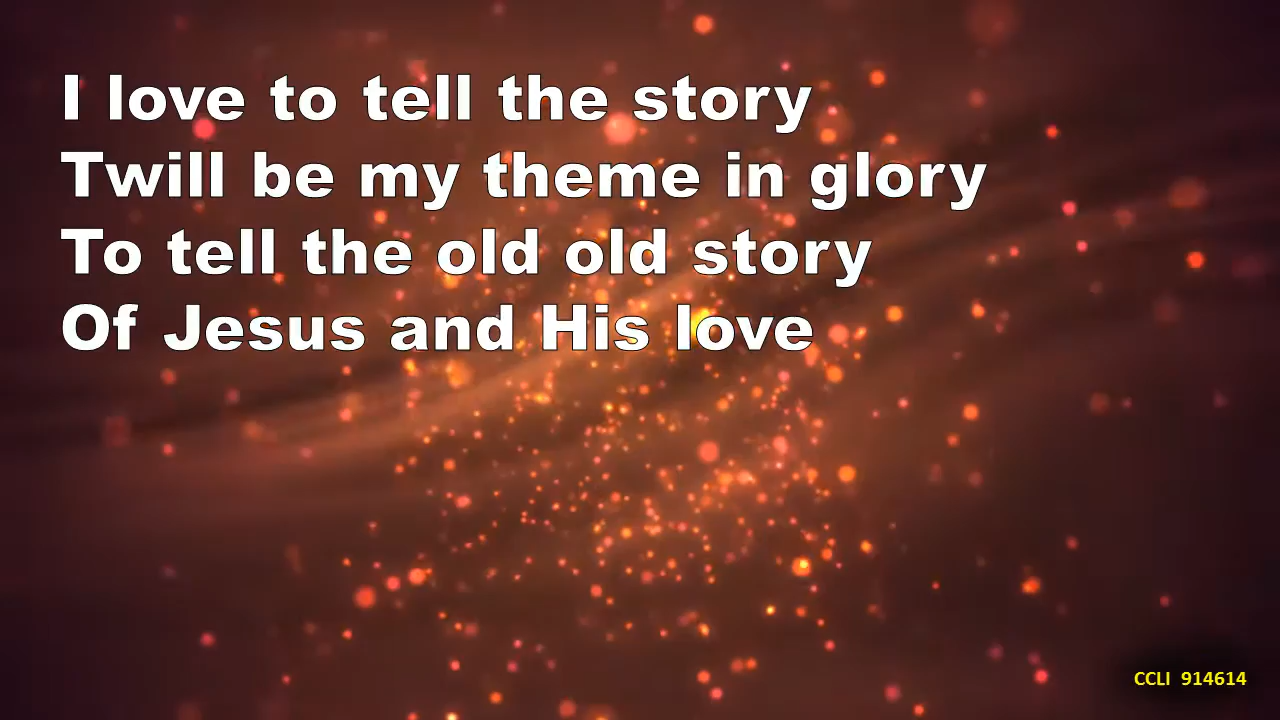 I love to tell the story
Twill be my theme in glory
To tell the old old story
Of Jesus and His love
CCLI 914614